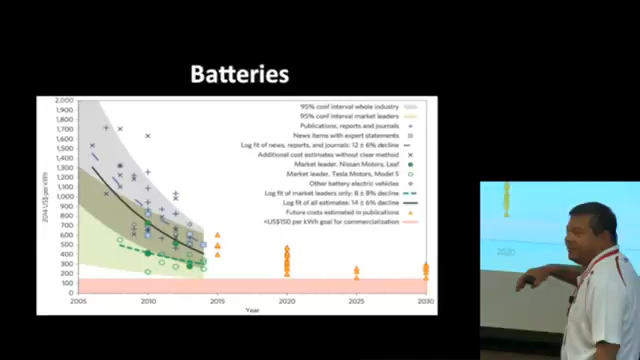 Batteries
2,000
1,900
1,800
1,700
1,600
1,500
1,400
1,300
1,200
1,100
1,000
900
800
700
600
500
400
300
200
100
0
2014 US$ per kWh
95% conf interval whole industry
95% conf interval market leaders
Publications, reports and journals
News items with expert statements
Log fit of news, reports, and journals: 12 ± 6% decline
Additional cost estimates without clear method
Market leader, Nissan Motors, Leaf
Market leader, Tesla Motors, Model S
Other battery electric vehicles
Log fit of market leaders only: 8 ± 8% decline
Log fit of all estimates: 14 ± 6% decline
Future costs estimated in publications
<US$150 per kWh goal for commercialization
2005 2010 2015 2020 2025 2030
Year
2020